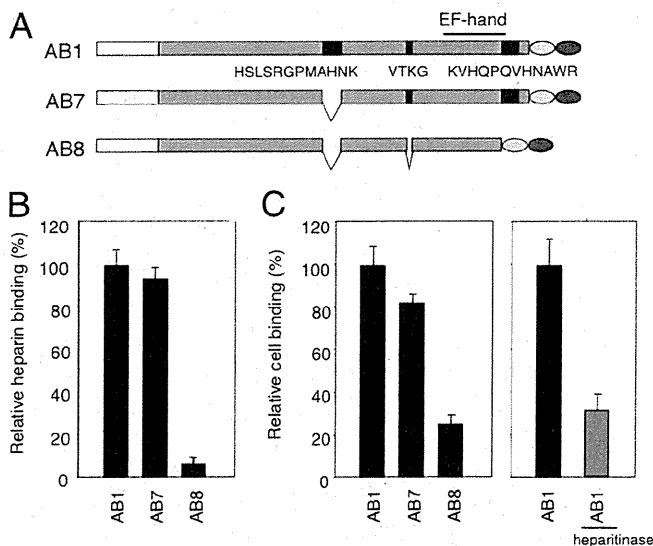 A
EF-hand
AB1
HSLSRGPMAHNK VTKG KVHQPQVHNAWR
AB7
AB8
B
Relative heparin binding (%)
120
100
80
60
40
20
0
AB1 AB7 AB8
C
Relative cell binding (%)
120
100
80
60
40
20
0
AB1 AB7 AB8
AB1 AB1
heparitinase